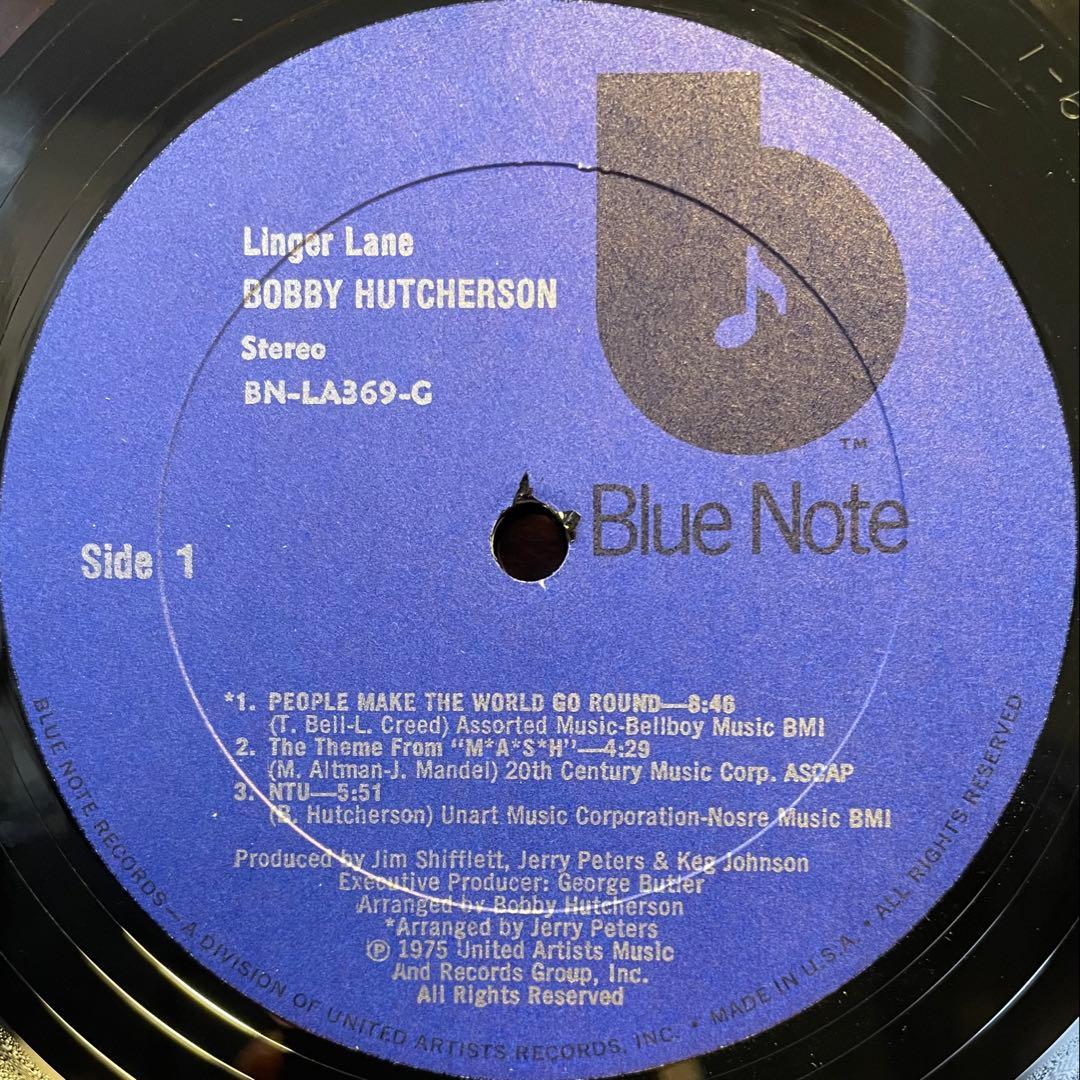 Linger Lane
BOBBY HUTCHERSON
Stereo
BN-LA369-G
TM
Blue Note
Side 1
*1. PEOPLE MAKE THE WORLD GO ROUND—8:46
(T. Bell-L. Creed) Assorted Music-Bellboy Music BMI
2. The Theme From "M*A*S*H"—4:29
(M. Altman-J. Mandel) 20th Century Music Corp. ASCAP
3. NTU—5:51
(B. Hutcherson) Unart Music Corporation-Nosre Music BMI
Produced by Jim Shifflett, Jerry Peters & Keg Johnson
Executive Producer: George Butler
Arranged by Bobby Hutcherson
*Arranged by Jerry Peters
℗ 1975 United Artists Music
And Records Group, Inc.
All Rights Reserved
BLUE NOTE RECORDS—A DIVISION OF UNITED ARTISTS RECORDS, INC. • MADE IN U.S.A. • ALL RIGHTS RESERVED